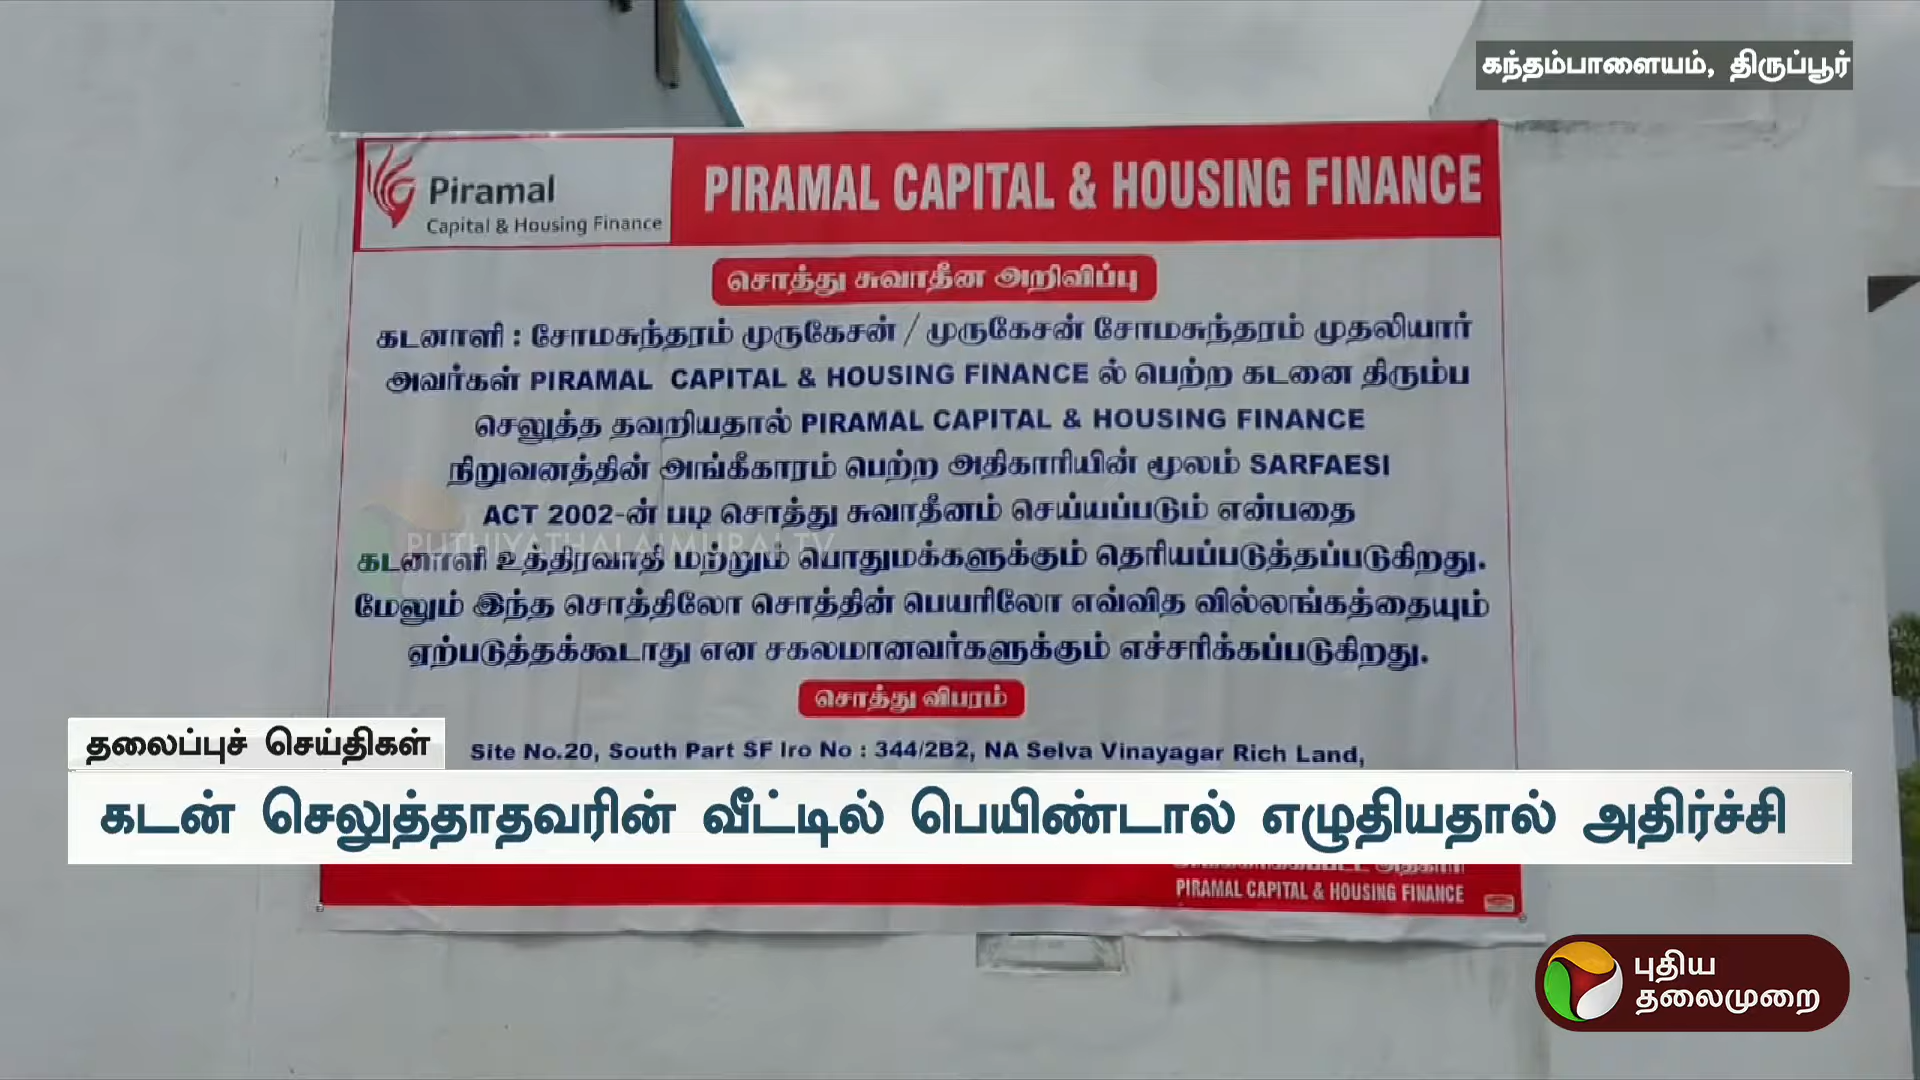 கந்தம்பாளையம், திருப்பூர்
Piramal
Capital & Housing Finance
PIRAMAL CAPITAL & HOUSING FINANCE
சொத்து சுவாதீன அறிவிப்பு
கடனாளி : சோமசுந்தரம் முருகேசன் / முருகேசன் சோமசுந்தரம் முதலியார்
அவர்கள் PIRAMAL CAPITAL & HOUSING FINANCE ல் பெற்ற கடனை திரும்ப
செலுத்த தவறியதால் PIRAMAL CAPITAL & HOUSING FINANCE
நிறுவனத்தின் அங்கீகாரம் பெற்ற அதிகாரியின் மூலம் SARFAESI
ACT 2002-ன் படி சொத்து சுவாதீனம் செய்யப்படும் என்பதை
PUTHIYATHALAIMURAI TV
கடனாளி உத்திரவாதி மற்றும் பொதுமக்களுக்கும் தெரியப்படுத்தப்படுகிறது.
மேலும் இந்த சொத்திலோ சொத்தின் பெயரிலோ எவ்வித வில்லங்கத்தையும்
ஏற்படுத்தக்கூடாது என சகலமானவர்களுக்கும் எச்சரிக்கப்படுகிறது.
சொத்து விபரம்
தலைப்புச் செய்திகள்
Site No.20, South Part SF Iro No : 344/2B2, NA Selva Vinayagar Rich Land,
கடன் செலுத்தாதவரின் வீட்டில் பெயிண்டால் எழுதியதால் அதிர்ச்சி
PIRAMAL CAPITAL & HOUSING FINANCE
புதிய
தலைமுறை